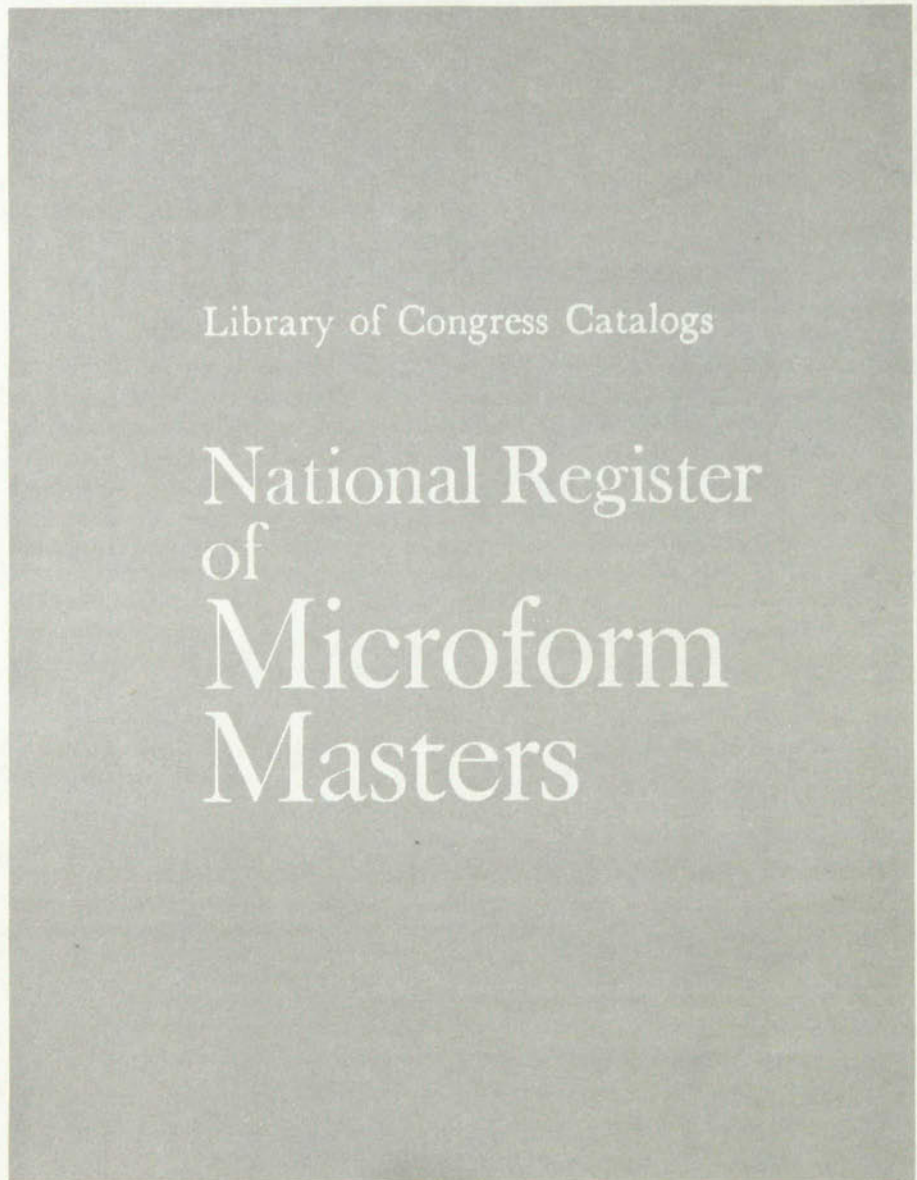 Library of Congress Catalogs
National Register
of
Microform
Masters